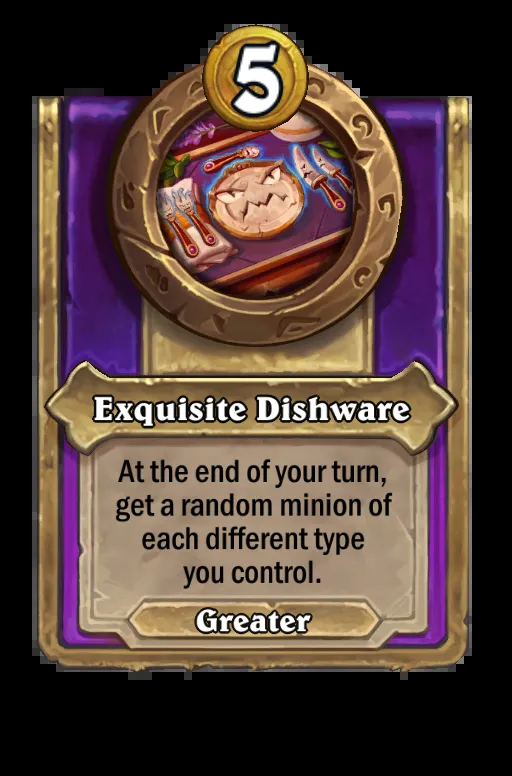 5
Exquisite Dishware
At the end of your turn,
get a random minion of
each different type
you control.
Greater